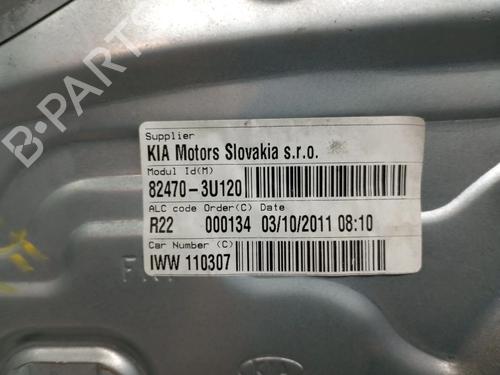 B-PARTS
Supplier
KIA Motors Slovakia s.r.o.
Modul Id(M)
82470-3U120
ALC code Order(C) Date
R22 000134 03/10/2011 08:10
Car Number (C)
IWW 110307